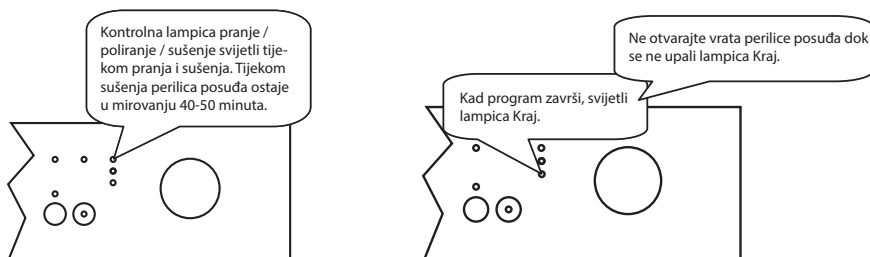 Kontrolna lampica pranje /
poliranje / sušenje svijetli tije-
kom pranja i sušenja. Tijekom
sušenja perilica posuđa ostaje
u mirovanju 40-50 minuta.
Kad program završi, svijetli
lampica Kraj.
Ne otvarajte vrata perilice posuđa dok
se ne upali lampica Kraj.